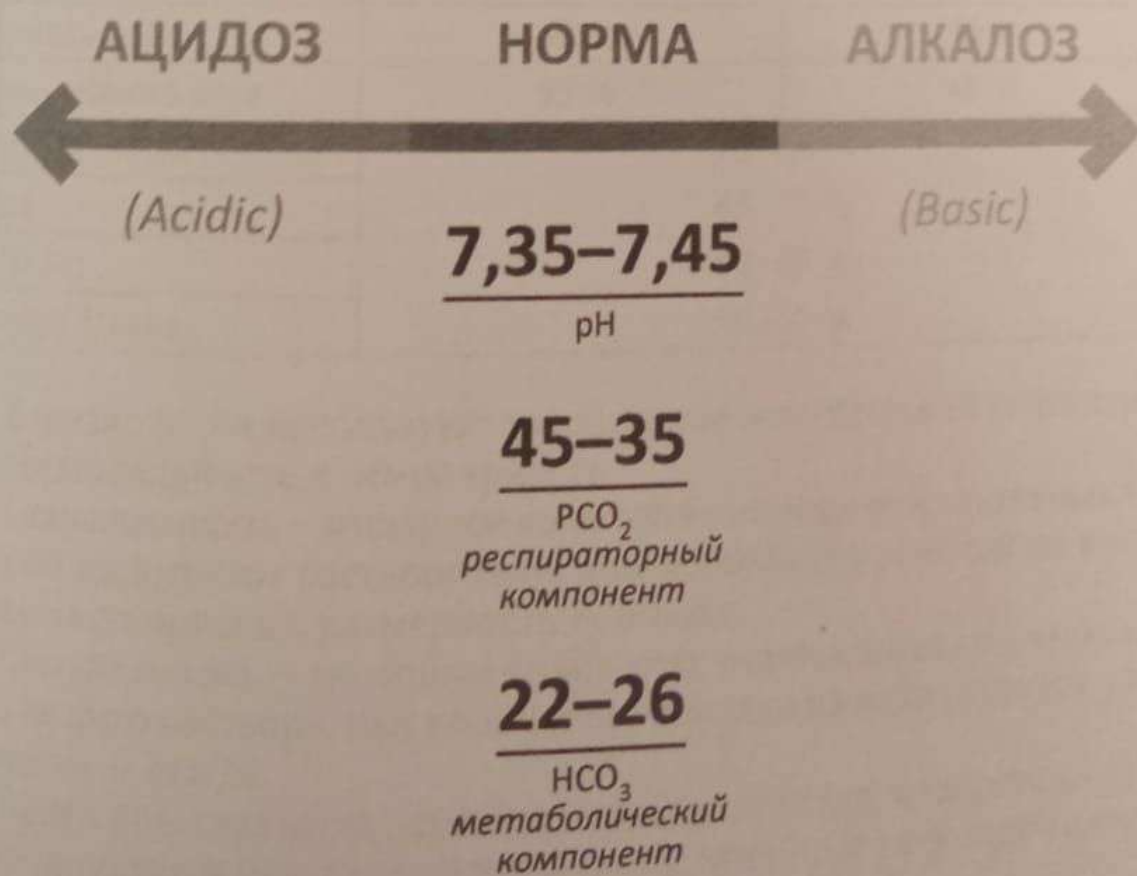 АЦИДОЗ НОРМА АЛКАЛОЗ
(Acidic) (Basic)
7,35–7,45
pH
45–35
PCO₂
респираторный
компонент
22–26
HCO₃
метаболический
компонент